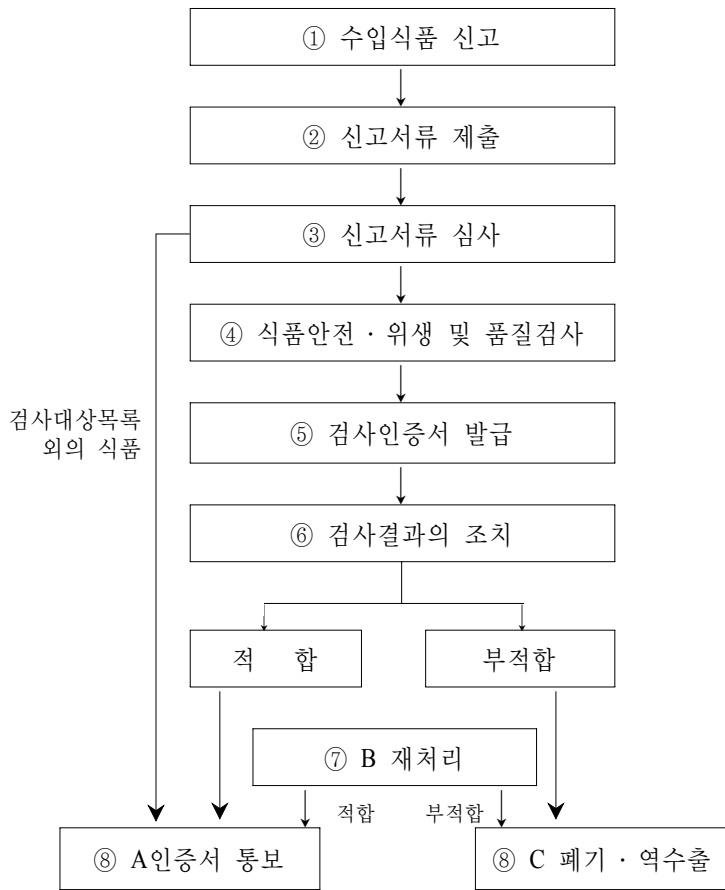 ① 수입식품 신고
② 신고서류 제출
③ 신고서류 심사
④ 식품안전 · 위생 및 품질검사
검사대상목록
외의 식품
⑤ 검사인증서 발급
⑥ 검사결과의 조치
적 합
부적합
⑦ B 재처리
적합
부적합
⑧ A인증서 통보
⑧ C 폐기 · 역수출